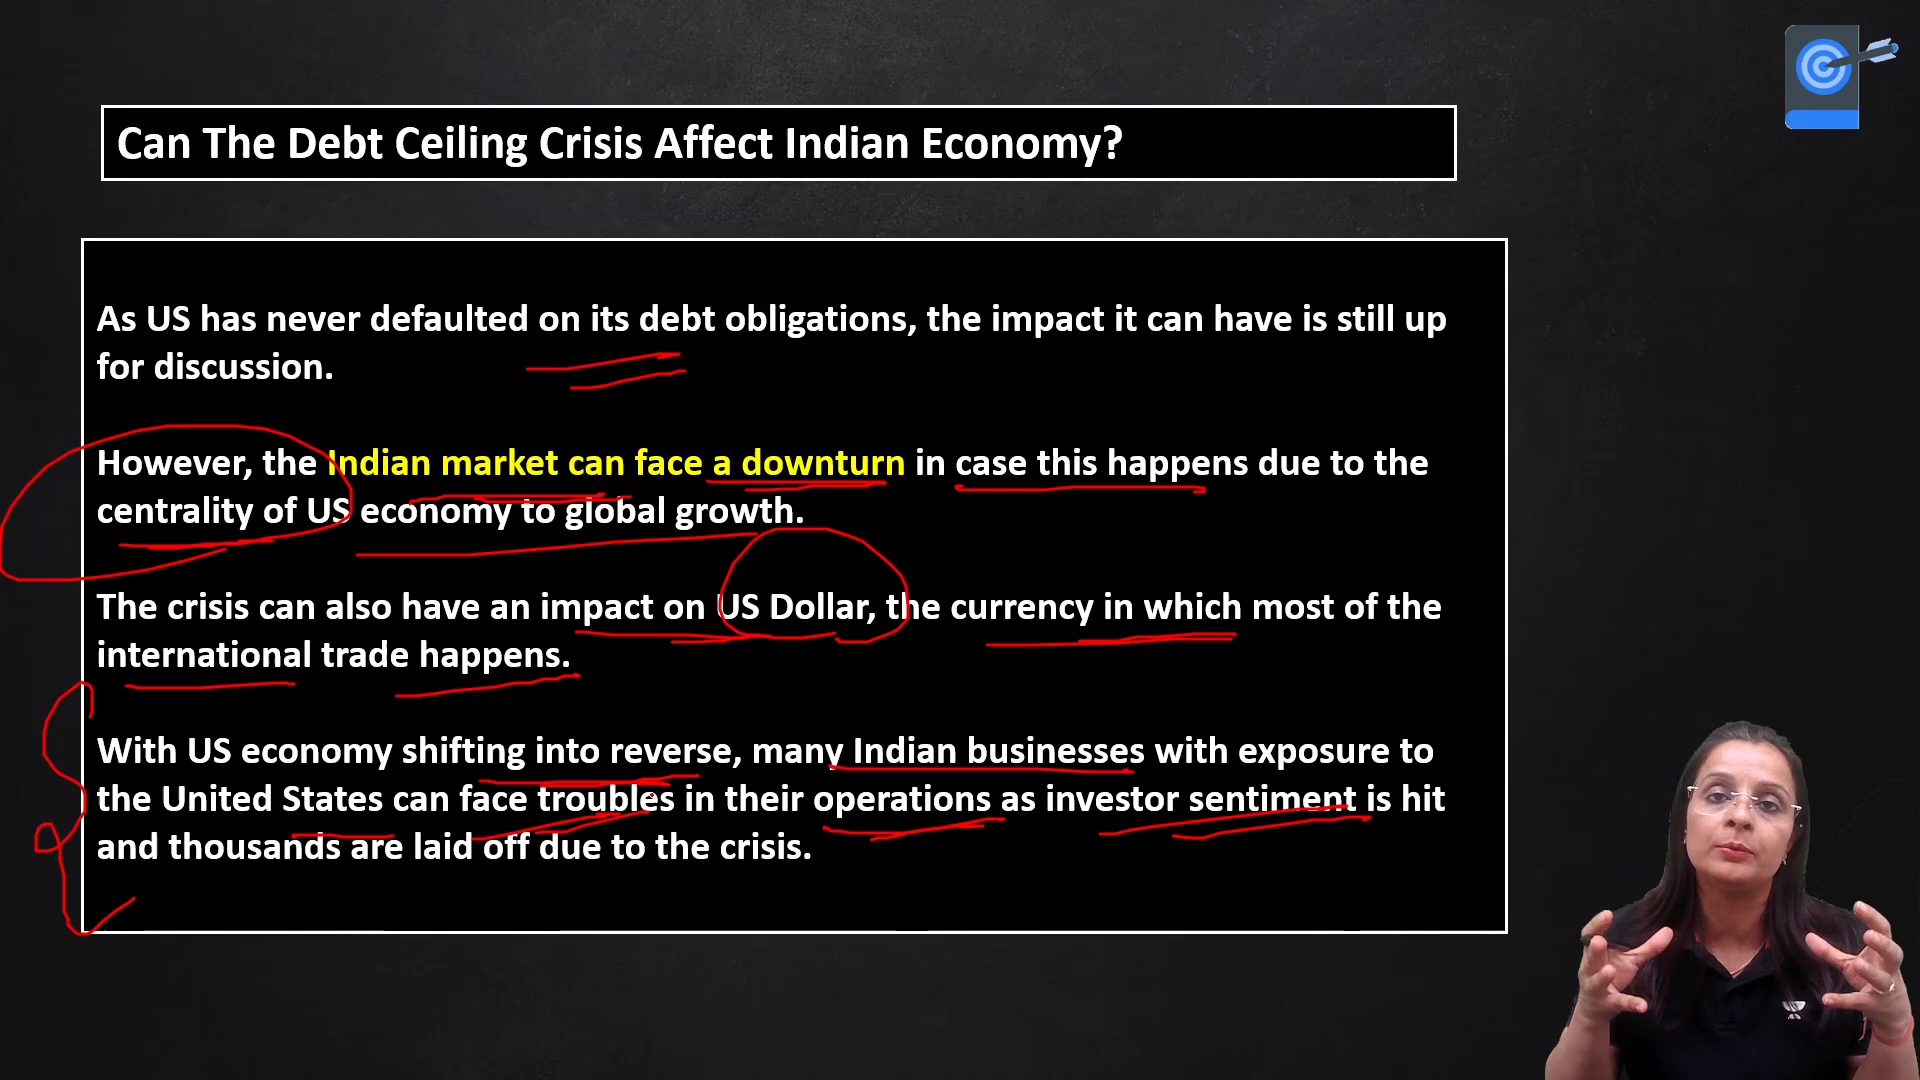 Can The Debt Ceiling Crisis Affect Indian Economy?
As US has never defaulted on its debt obligations, the impact it can have is still up
for discussion.
However, the Indian market can face a downturn in case this happens due to the
centrality of US economy to global growth.
The crisis can also have an impact on US Dollar, the currency in which most of the
international trade happens.
With US economy shifting into reverse, many Indian businesses with exposure to
the United States can face troubles in their operations as investor sentiment is hit
and thousands are laid off due to the crisis.